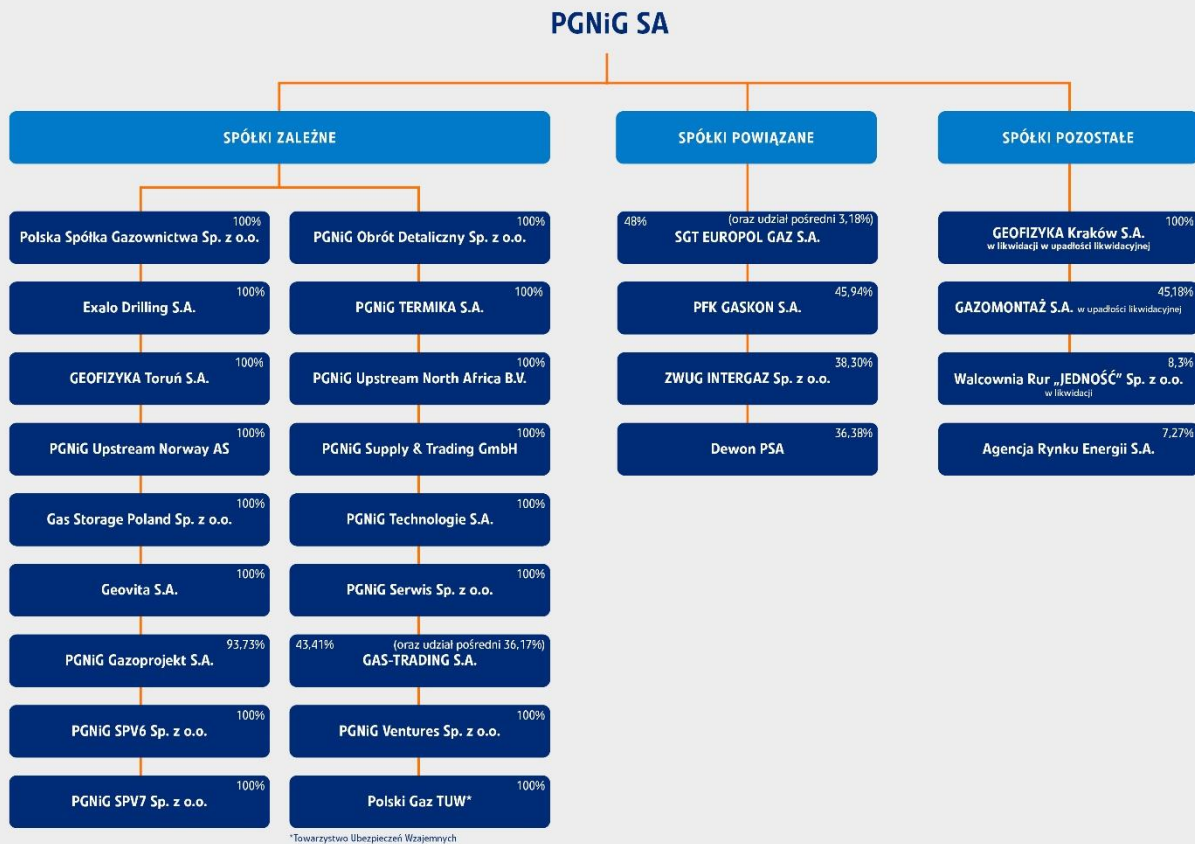 PGNiG SA
SPÓŁKI ZALEŻNE
100%
Polska Spółka Gazownictwa Sp. z o.o.
100%
Exalo Drilling S.A.
100%
GEOFIZYKA Toruń S.A.
100%
PGNiG Upstream Norway AS
100%
Gas Storage Poland Sp. z o.o.
100%
Geovita S.A.
93,73%
PGNiG Gazoprojekt S.A.
100%
PGNiG SPV6 Sp. z o.o.
100%
PGNiG SPV7 Sp. z o.o.
100%
PGNiG Obrót Detaliczny Sp. z o.o.
100%
PGNiG TERMIKA S.A.
100%
PGNiG Upstream North Africa B.V.
100%
PGNiG Supply & Trading GmbH
100%
PGNiG Technologie S.A.
100%
PGNiG Serwis Sp. z o.o.
43,41% (oraz udział pośredni 36,17%)
GAS-TRADING S.A.
100%
PGNiG Ventures Sp. z o.o.
100%
Polski Gaz TUW*
*Towarzystwo Ubezpieczeń Wzajemnych
SPÓŁKI POWIĄZANE
48% (oraz udział pośredni 3,18%)
SGT EUROPOL GAZ S.A.
45,94%
PFK GASKON S.A.
38,30%
ZWUG INTERGAZ Sp. z o.o.
36,38%
Dewon PSA
SPÓŁKI POZOSTAŁE
100%
GEOFIZYKA Kraków S.A.
w likwidacji w upadłości likwidacyjnej
45,18%
GAZOMONTAŻ S.A. w upadłości likwidacyjnej
8,3%
Walcownia Rur „JEDNOŚĆ” Sp. z o.o.
w likwidacji
7,27%
Agencja Rynku Energii S.A.